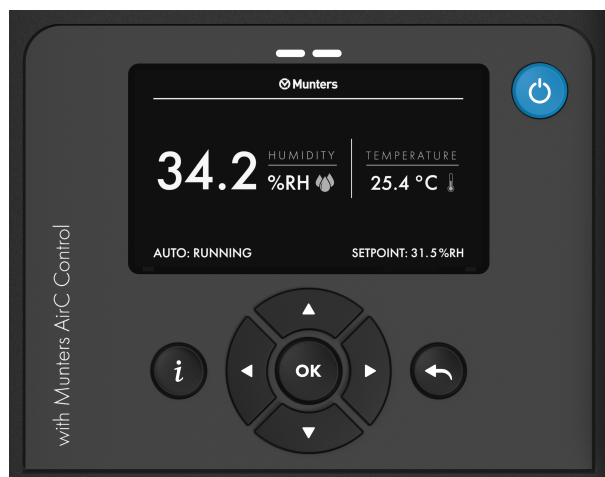 Munters
34.2
HUMIDITY
%RH
TEMPERATURE
25.4 °C
AUTO: RUNNING
SETPOINT: 31.5%RH
with Munters AirC Control
i
OK